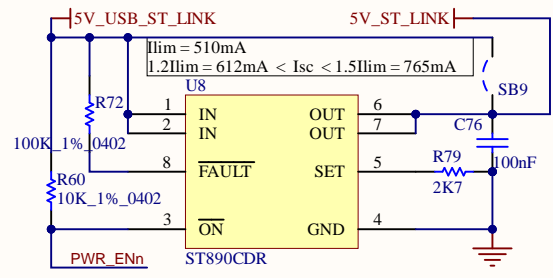 5V_USB_ST_LINK
5V_ST_LINK
Ilim = 510mA
1.2Ilim = 612mA < Isc < 1.5Ilim = 765mA
U8
SB9
R72
100K_1%_0402
1 IN OUT 6
2 IN OUT 7
C76
100nF
8 FAULT SET 5
R79
2K7
R60
10K_1%_0402
3 ON GND 4
PWR_ENn
ST890CDR